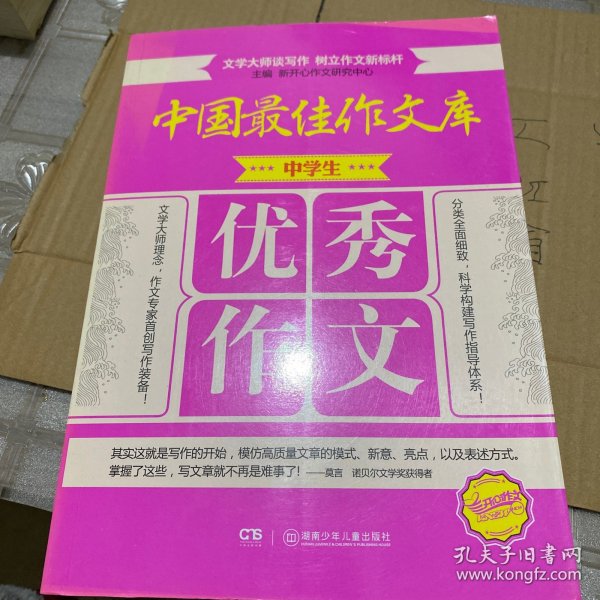 文学大师谈写作 树立作文新标杆
主编 新开心作文研究中心
中国最佳作文库
中学生
优秀
作文
文学大师理念，作文专家首创写作装备！
分类全面细致，科学构建写作指导体系！
其实这就是写作的开始，模仿高质量文章的模式、新意、亮点，以及表述方式。
掌握了这些，写文章就不再是难事了!——莫言 诺贝尔文学奖获得者
湖南少年儿童出版社
HUNAN JUVENILE & CHILDREN'S PUBLISHING HOUSE
孔夫子旧书网
www.kongfz.com